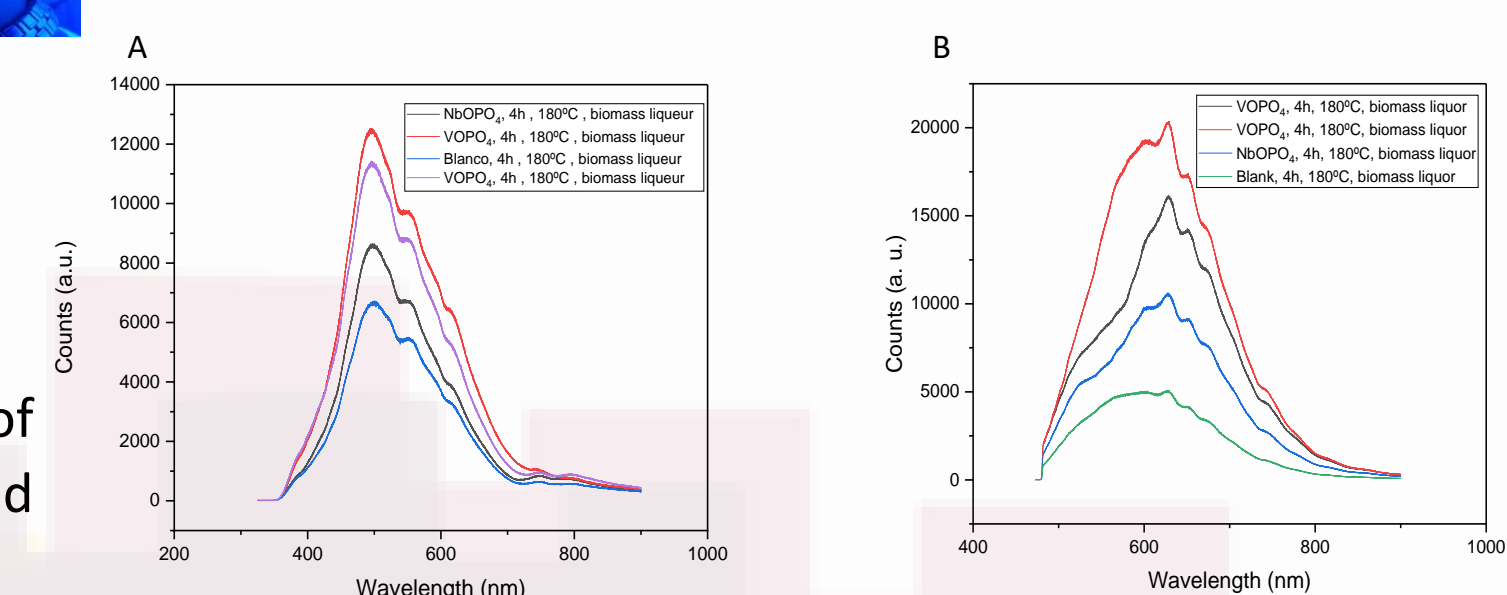 A
14000
12000
10000
8000
6000
4000
2000
0
Counts (a.u.)
NbOPO₄, 4h , 180ºC , biomass liqueur
VOPO₄, 4h , 180ºC , biomass liqueur
Blanco, 4h , 180ºC , biomass liqueur
VOPO₄, 4h , 180ºC , biomass liqueur
200 400 600 800 1000
Wavelength (nm)
B
20000
15000
10000
5000
0
Counts (a. u.)
VOPO₄, 4h, 180ºC, biomass liquor
VOPO₄, 4h, 180ºC, biomass liquor
NbOPO₄, 4h, 180ºC, biomass liquor
Blank, 4h, 180ºC, biomass liquor
400 600 800 1000
Wavelength (nm)
of
d